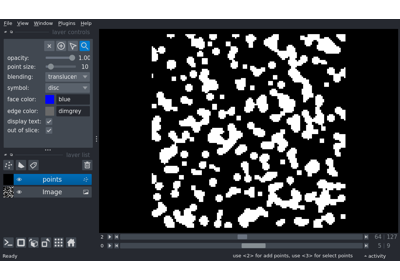 File View Window Plugins Help
layer controls
opacity: 1.00
point size: 10
blending: translucen
symbol: disc
face color: blue
edge color: dimgrey
display text:
out of slice:
layer list
points
Image
2 64 127
0 5 9
Ready use <2> for add points, use <3> for select points activity